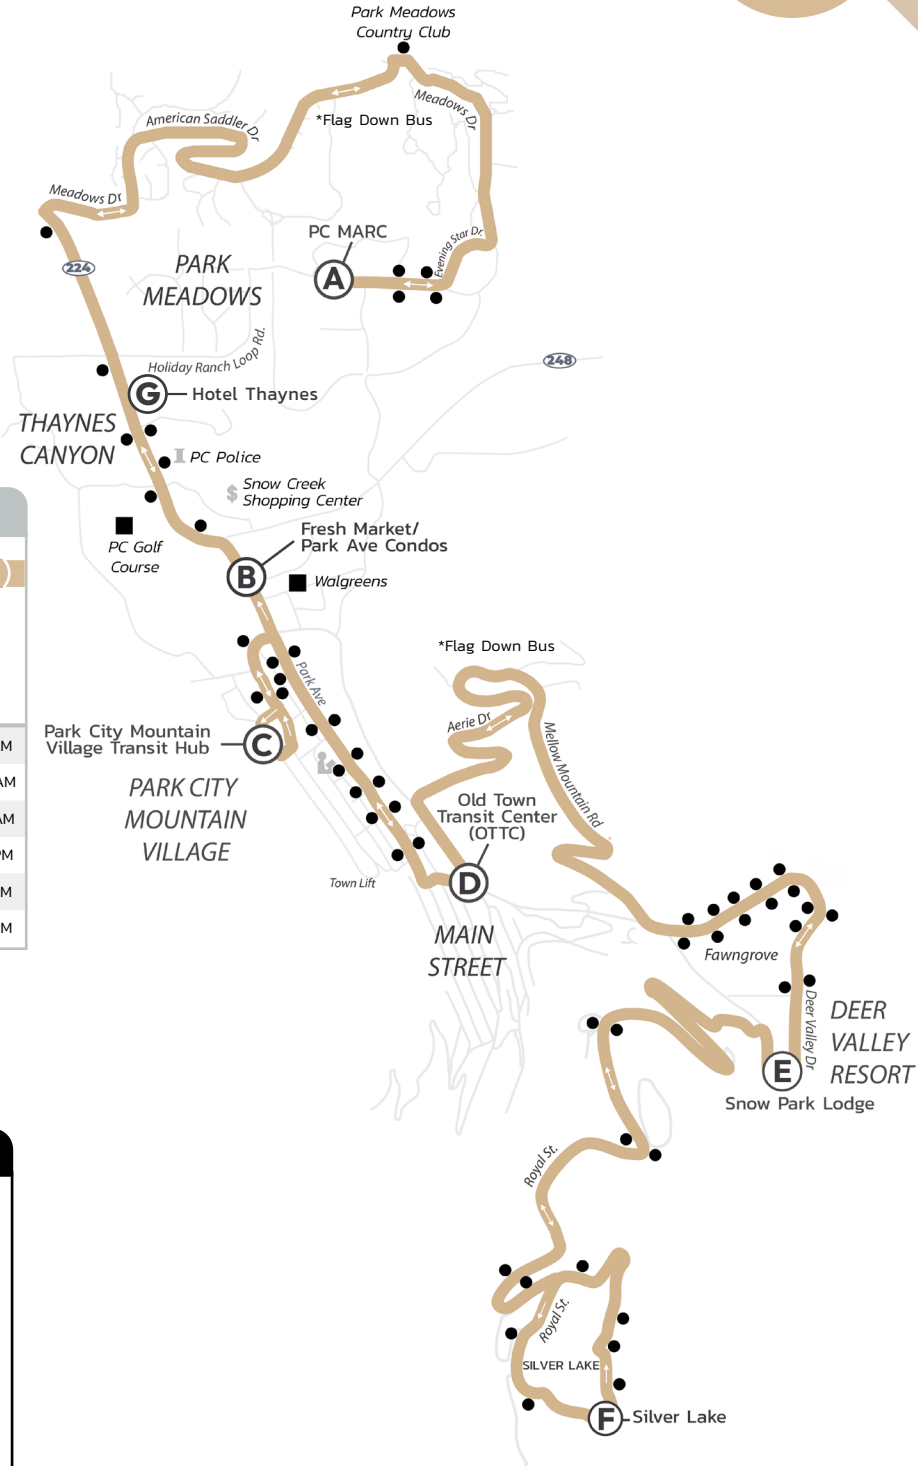 Park Meadows
Country Club
Meadows Dr
American Saddler Dr
*Flag Down Bus
Meadows Dr
PC MARC
Evening Star Dr.
224
PARK
MEADOWS
A
Holiday Ranch Loop Rd.
248
G
Hotel Thaynes
THAYNES
CANYON
PC Police
$
Snow Creek
Shopping Center
PC Golf
Course
Fresh Market/
Park Ave Condos
B
Walgreens
*Flag Down Bus
Park Ave
Aerie Dr
Mellow Mountain Rd
Park City Mountain
Village Transit Hub
C
PARK CITY
MOUNTAIN
VILLAGE
Old Town
Transit Center
(OTTC)
Town Lift
D
MAIN
STREET
Fawngrove
Deer Valley Dr
DEER
VALLEY
RESORT
E
Snow Park Lodge
Royal St.
Royal St.
SILVER LAKE
F
Silver Lake
)
M
AM
AM
PM
M
M